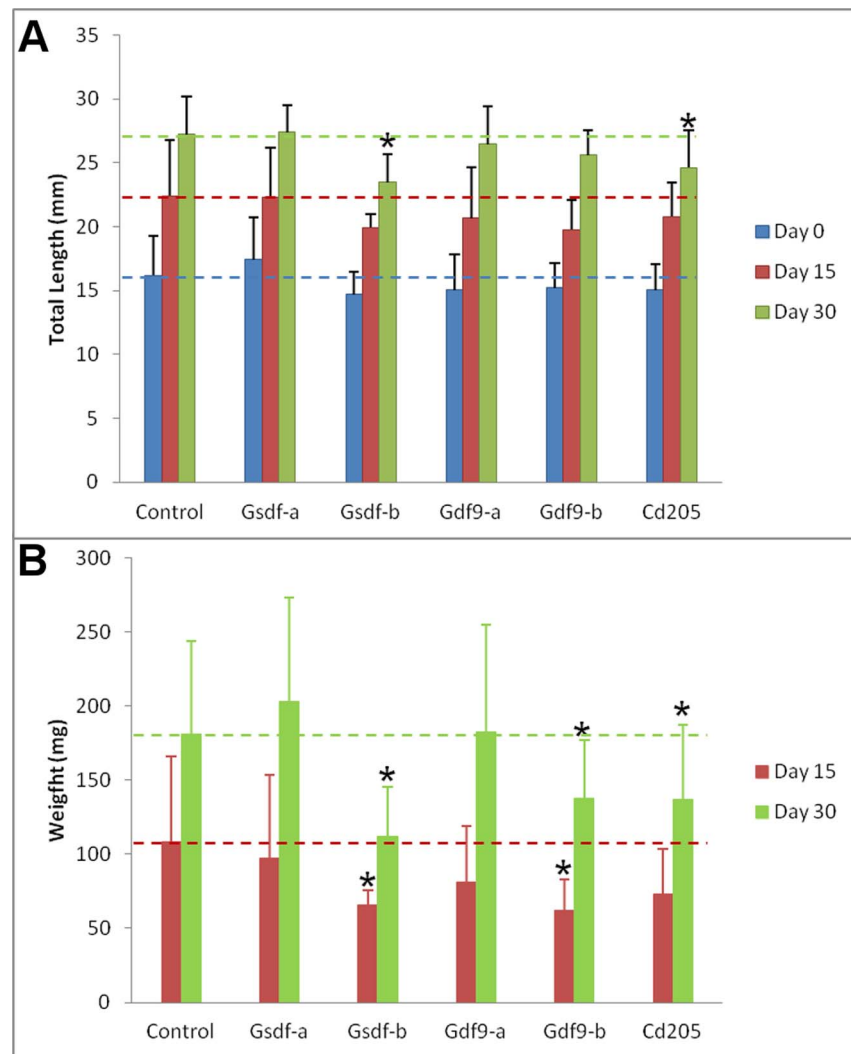 A
Total Length (mm)
35
30
25
20
15
10
5
0
*
*
Control
Gsdf-a
Gsdf-b
Gdf9-a
Gdf9-b
Cd205
Day 0
Day 15
Day 30
B
Weigfht (mg)
300
250
200
150
100
50
0
*
*
*
*
*
Control
Gsdf-a
Gsdf-b
Gdf9-a
Gdf9-b
Cd205
Day 15
Day 30